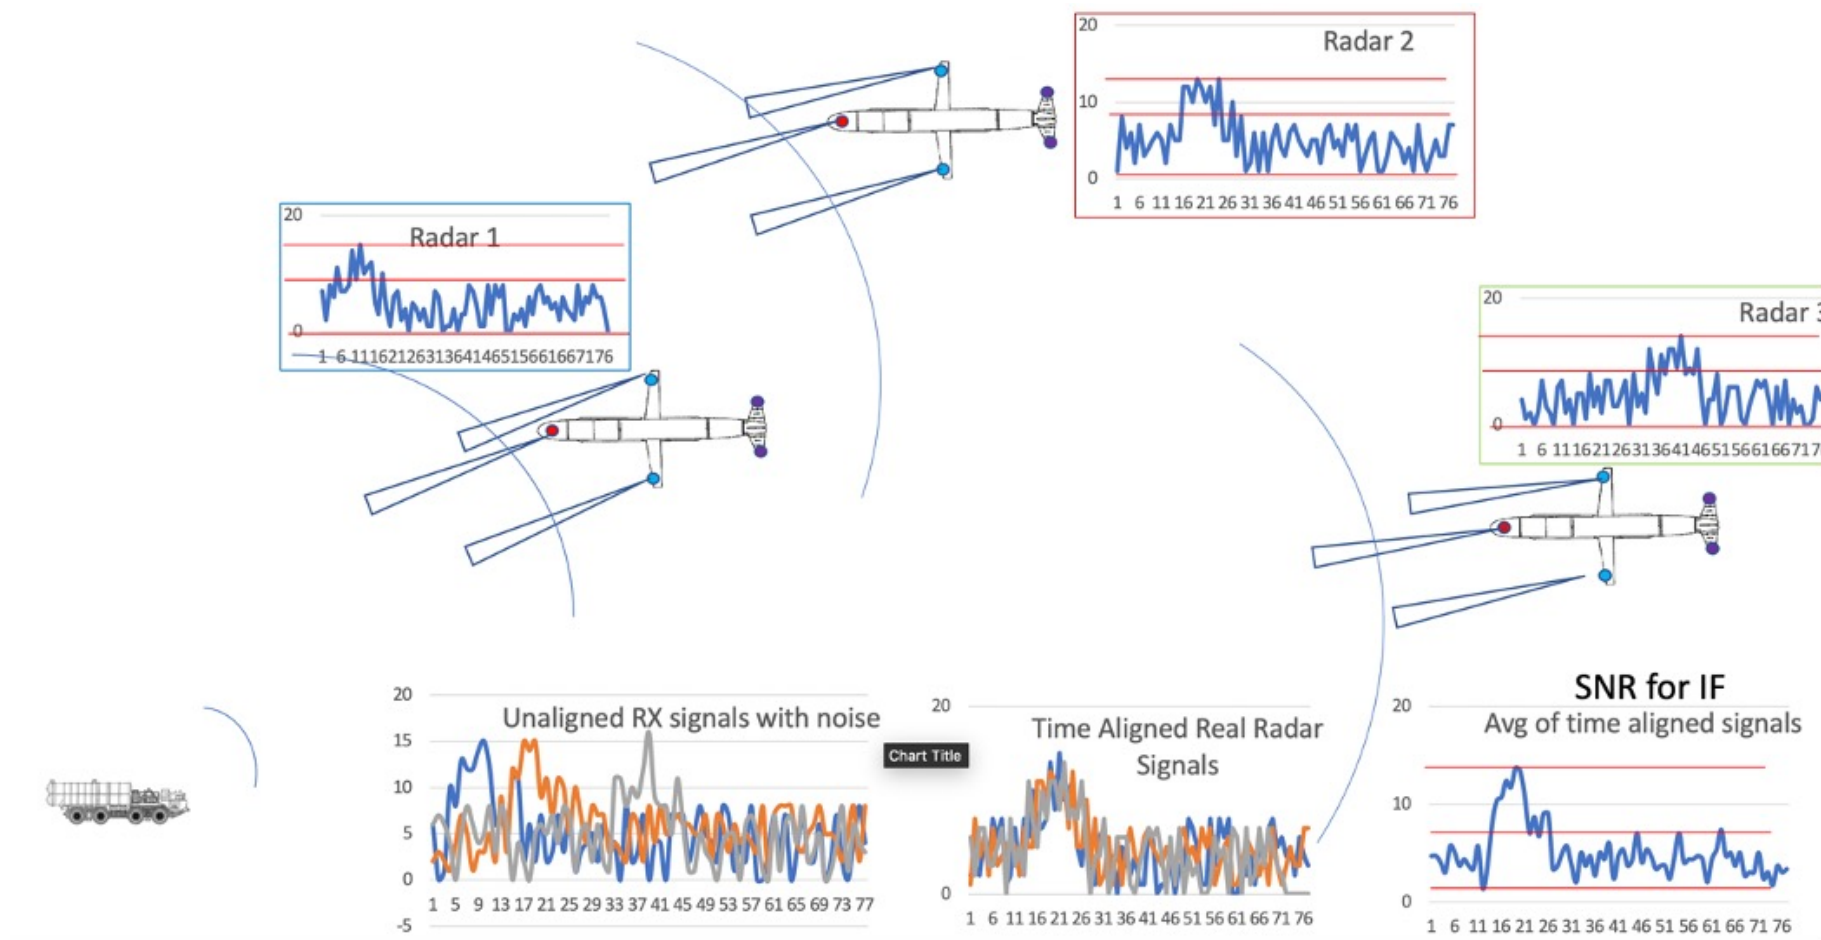 20
Radar 2
10
0
1 6 11 16 21 26 31 36 41 46 51 56 61 66 71 76
20
Radar 1
0
1 6 11162126313641465156616 67176
20
Radar 3
0
1 6 111621263136414651566166717
SNR for IF
20
Unaligned RX signals with noise
15
10
5
0
-5
1 5 9 13 17 21 25 29 33 37 41 45 49 53 57 61 65 69 73 77
Chart Title
20
Time Aligned Real Radar
Signals
0
1 6 11 16 21 26 31 36 41 46 51 56 61 66 71 76
20
Avg of time aligned signals
10
0
1 6 11 16 21 26 31 36 41 46 51 56 61 66 71 76